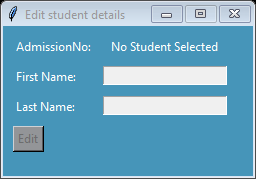 Edit student details
AdmissionNo: No Student Selected
First Name:
Last Name:
Edit